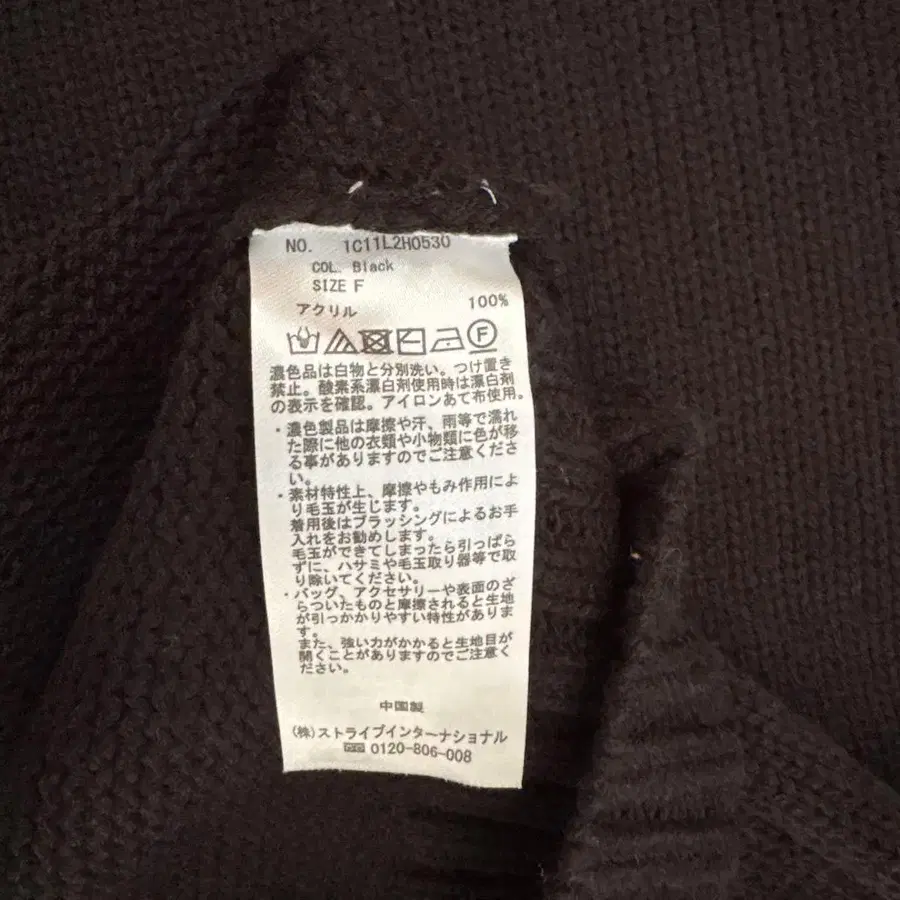 NO. 1C11L2H0530
COL. Black
SIZE F
アクリル 100%
F
濃色品は白物と分別洗い。つけ置き
禁止。酸素系漂白剤使用時は漂白剤
の表示を確認。アイロンあて布使用。
・濃色製品は摩擦や汗、雨等で濡れ
た際に他の衣類や小物類に色が移
る事がありますのでご注意くださ
い。
・素材特性上、摩擦やもみ作用によ
り毛玉が生じます。
着用後はブラッシングによるお手
入れをお勧めします。
毛玉ができてしまったら引っぱら
ずに、ハサミや毛玉取り器等で取
り除いてください。
・バッグ、アクセサリーや表面のざ
らついたものと摩擦されると生地
が引っかかりやすい特性がありま
す。
また、強い力がかかると生地目が
開くことがありますのでご注意く
ださい。
中国製
(株)ストライプインターナショナル
0120-806-008